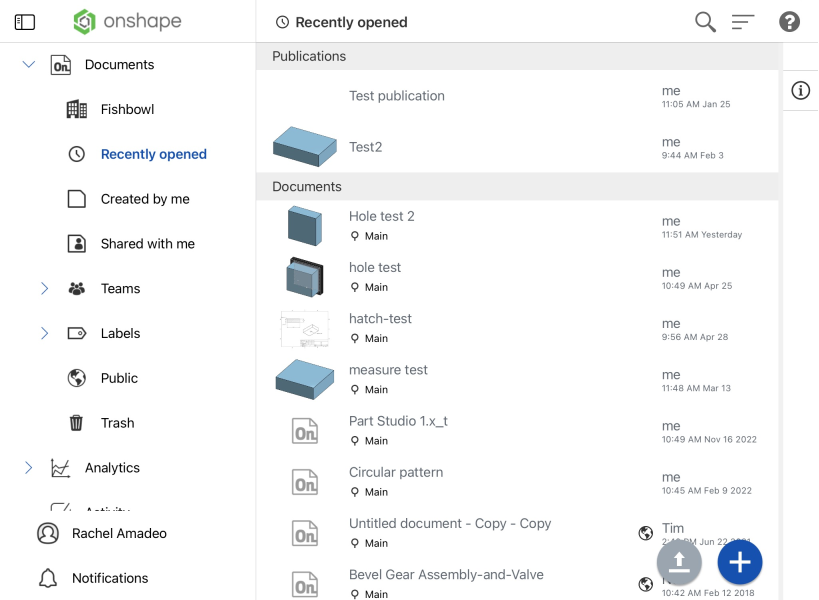 onshape
Recently opened
Documents
Fishbowl
Recently opened
Created by me
Shared with me
Teams
Labels
Public
Trash
Analytics
Activity
Rachel Amadeo
Notifications
Publications
Test publication
me
11:05 AM Jan 25
Test2
me
9:44 AM Feb 3
Documents
Hole test 2
Main
me
11:51 AM Yesterday
hole test
Main
me
10:49 AM Apr 25
hatch-test
Main
me
9:56 AM Apr 28
measure test
Main
me
11:48 AM Mar 13
On
Part Studio 1.x_t
Main
me
10:49 AM Nov 16 2022
On
Circular pattern
Main
me
10:45 AM Feb 9 2022
On
Untitled document - Copy - Copy
Main
Tim
PM Jun 22
On
Bevel Gear Assembly-and-Valve
Main
10:42 AM Feb 12 2018